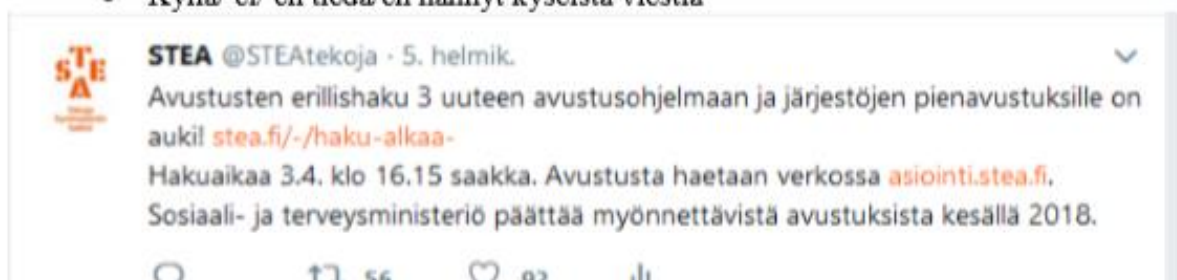 STEA @STEAtekoja · 5. helmik.
Avustusten erillishaku 3 uuteen avustusohjelmaan ja järjestöjen pienavustuksille on
auki! stea.fi/-/haku-alkaa-
Hakuaikaa 3.4. klo 16.15 saakka. Avustusta haetaan verkossa asiointi.stea.fi.
Sosiaali- ja terveysministeriö päättää myönnettävistä avustuksista kesällä 2018.
STEA